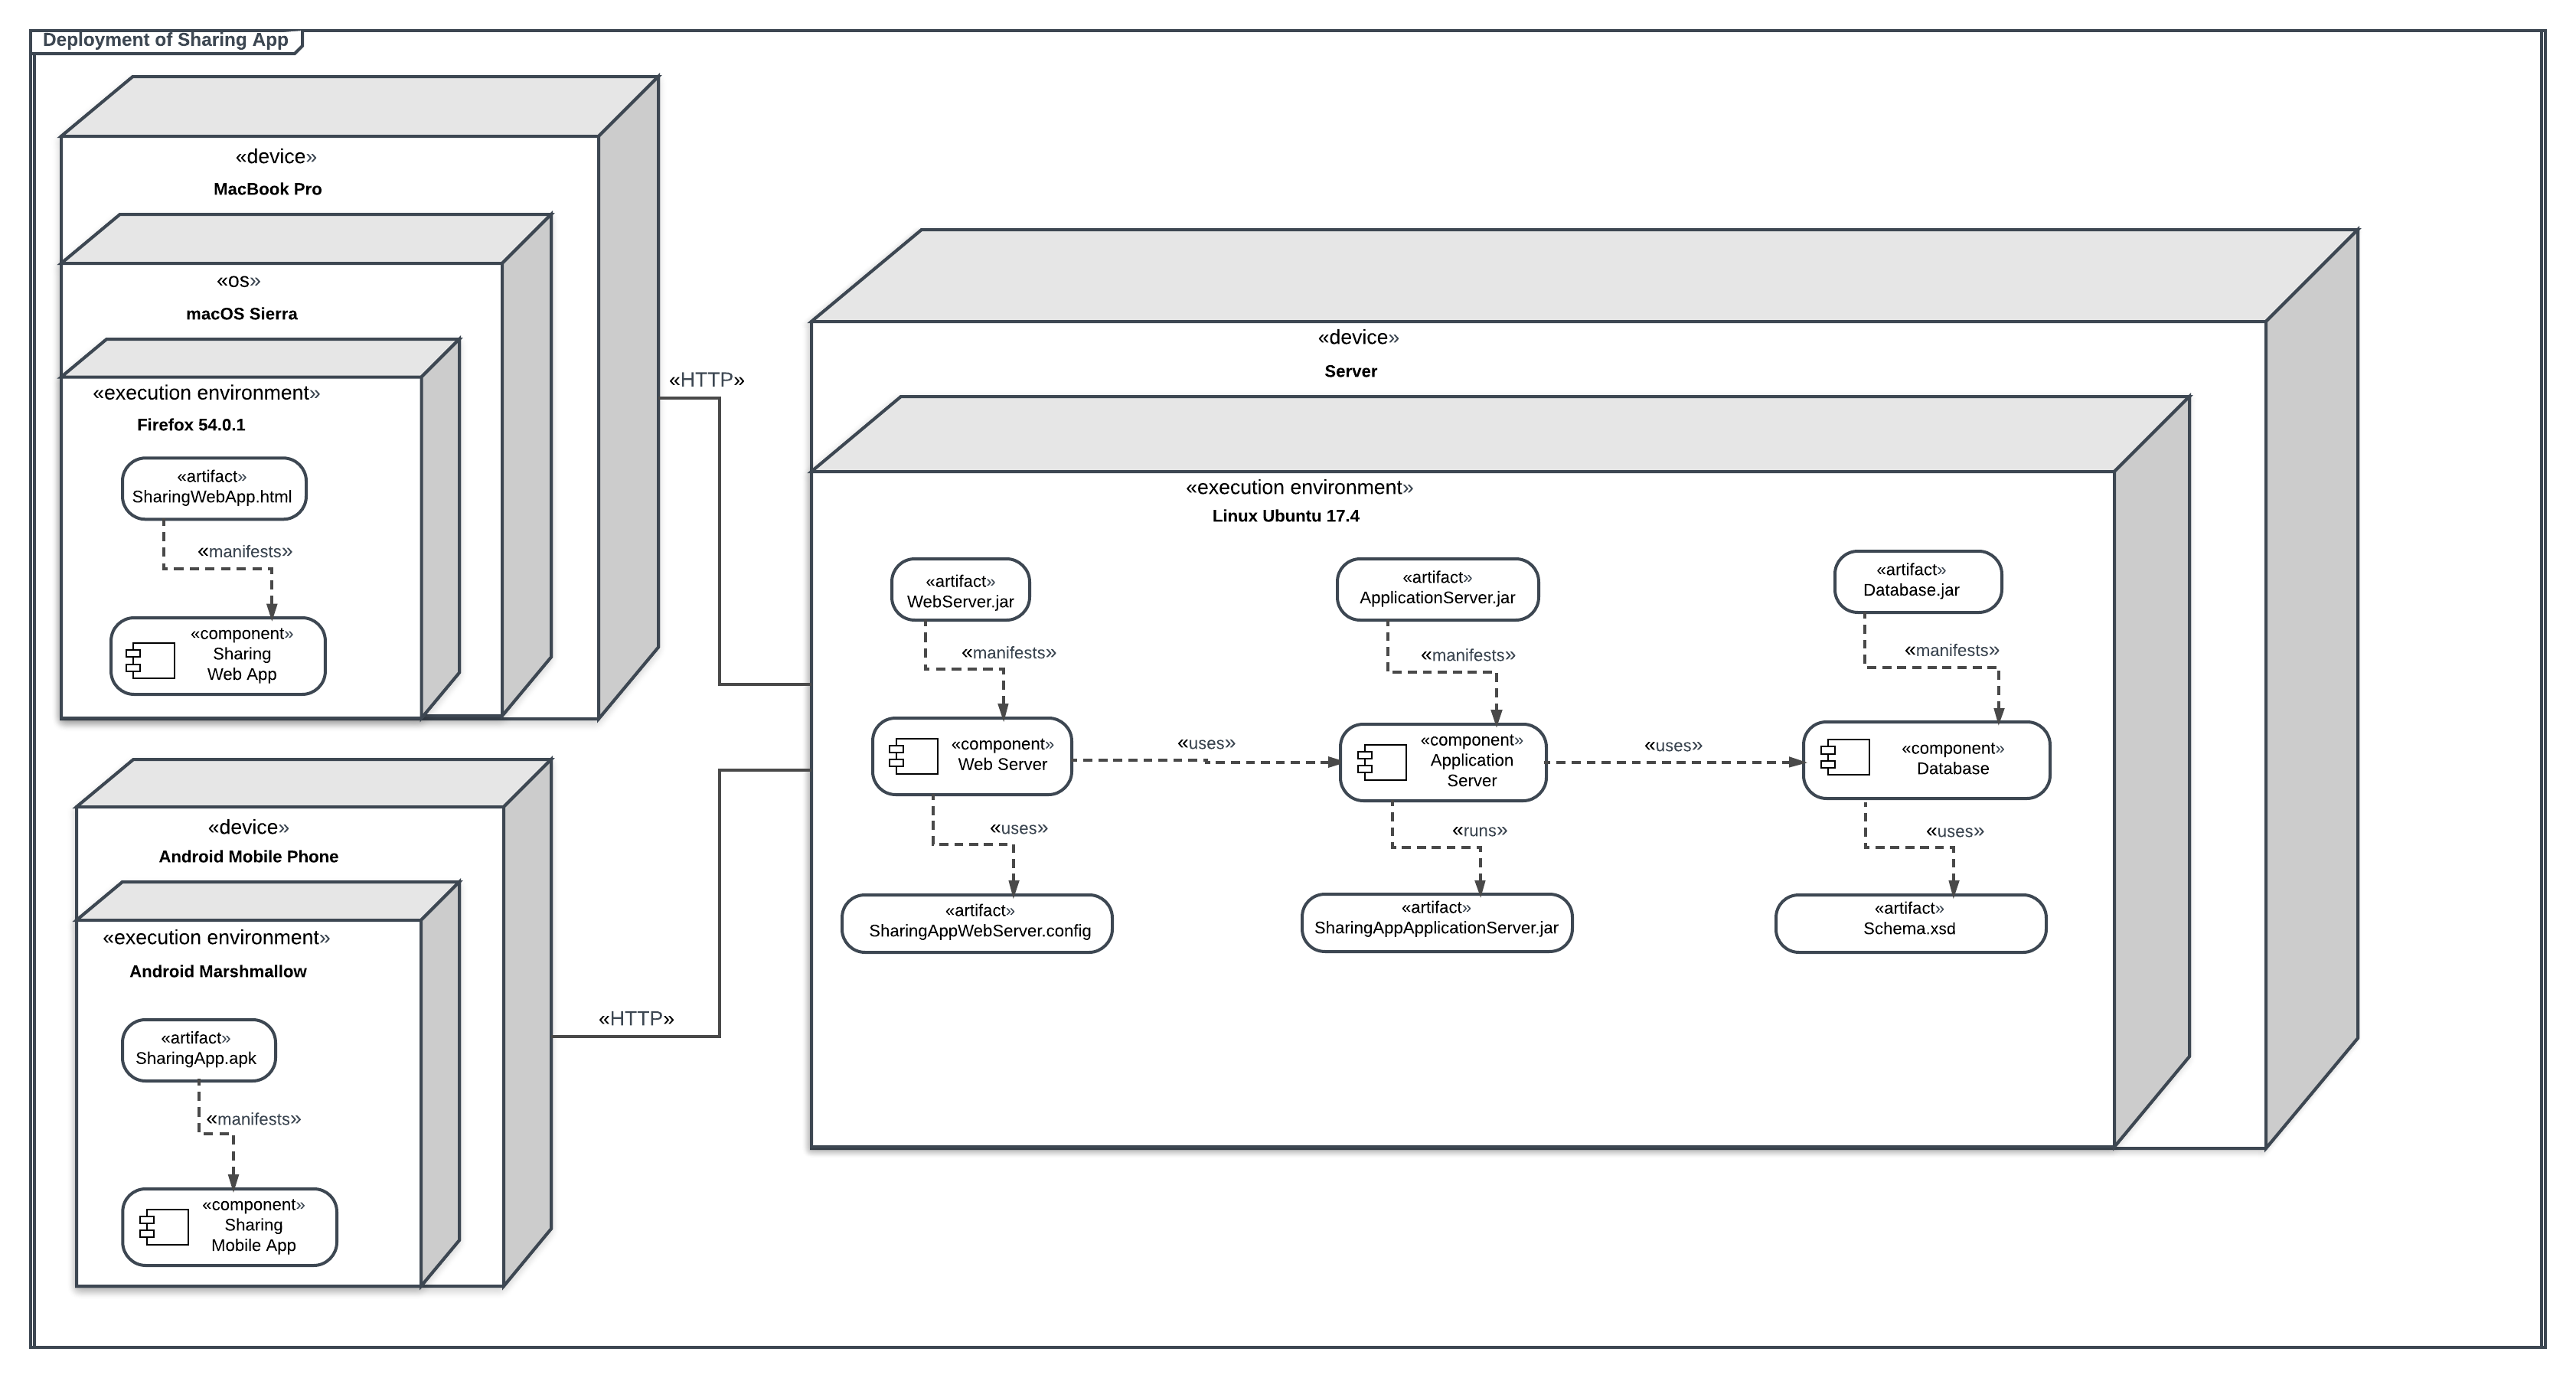 Deployment of Sharing App
«device»
MacBook Pro
«os»
macOS Sierra
«execution environment»
Firefox 54.0.1
«artifact»
SharingWebApp.html
«manifests»
«component»
Sharing
Web App
«HTTP»
«device»
Android Mobile Phone
«execution environment»
Android Marshmallow
«artifact»
SharingApp.apk
«manifests»
«component»
Sharing
Mobile App
«HTTP»
«device»
Server
«execution environment»
Linux Ubuntu 17.4
«artifact»
WebServer.jar
«manifests»
«component»
Web Server
«uses»
«artifact»
SharingAppWebServer.config
«uses»
«artifact»
ApplicationServer.jar
«manifests»
«component»
Application
Server
«runs»
«artifact»
SharingAppApplicationServer.jar
«uses»
«artifact»
Database.jar
«manifests»
«component»
Database
«uses»
«artifact»
Schema.xsd